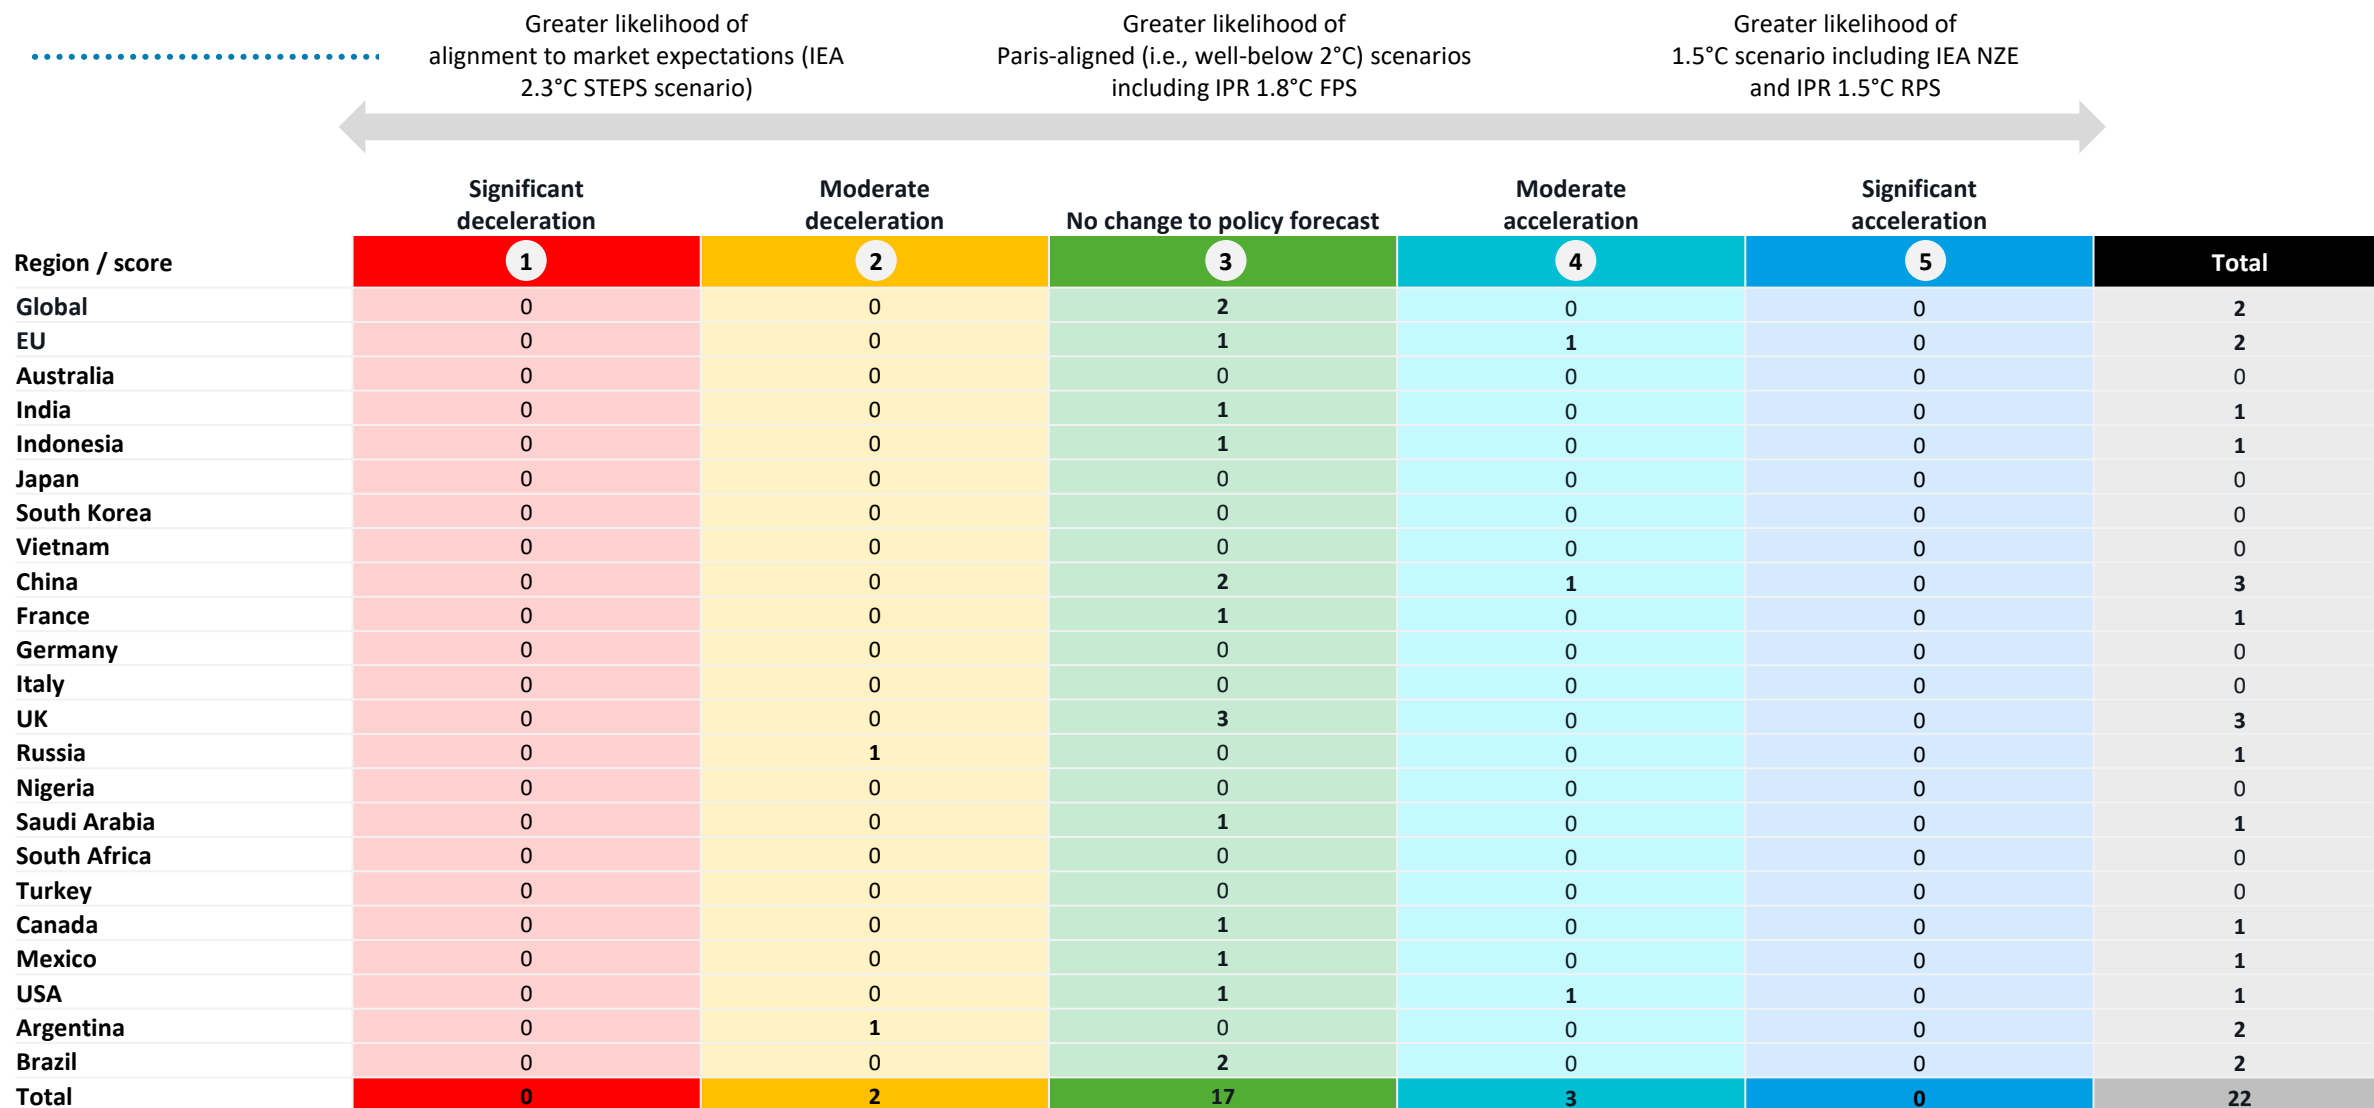 Greater likelihood of
alignment to market expectations (IEA
2.3°C STEPS scenario)
Greater likelihood of
Paris-aligned (i.e., well-below 2°C) scenarios
including IPR 1.8°C FPS
Greater likelihood of
1.5°C scenario including IEA NZE
and IPR 1.5°C RPS
Significant
deceleration
Moderate
deceleration
No change to policy forecast
Moderate
acceleration
Significant
acceleration
Region / score 1 2 3 4 5 Total
Global 0 0 2 0 0 2
EU 0 0 1 1 0 2
Australia 0 0 0 0 0 0
India 0 0 1 0 0 1
Indonesia 0 0 1 0 0 1
Japan 0 0 0 0 0 0
South Korea 0 0 0 0 0 0
Vietnam 0 0 0 0 0 0
China 0 0 2 1 0 3
France 0 0 1 0 0 1
Germany 0 0 0 0 0 0
Italy 0 0 0 0 0 0
UK 0 0 3 0 0 3
Russia 0 1 0 0 0 1
Nigeria 0 0 0 0 0 0
Saudi Arabia 0 0 1 0 0 1
South Africa 0 0 0 0 0 0
Turkey 0 0 0 0 0 0
Canada 0 0 1 0 0 1
Mexico 0 0 1 0 0 1
USA 0 0 1 1 0 1
Argentina 0 1 0 0 0 2
Brazil 0 0 2 0 0 2
Total 0 2 17 3 0 22